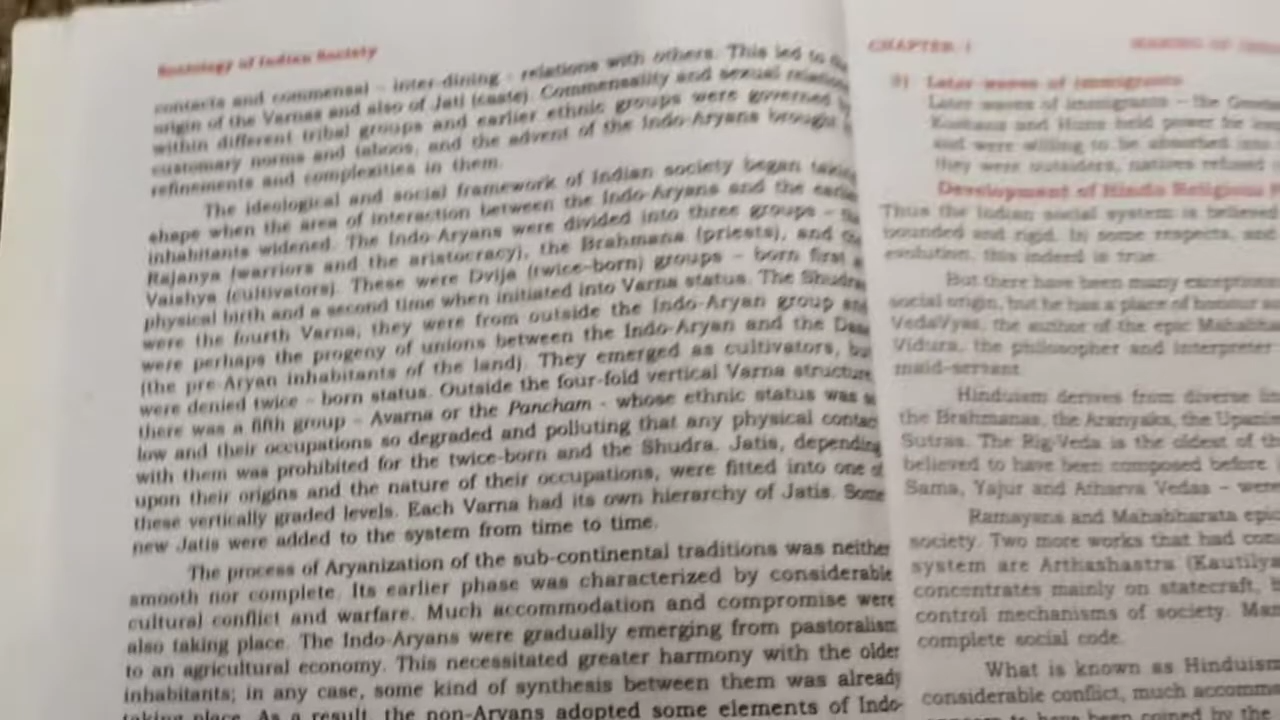 Sociology of Indian Society
contacts and commensal - inter-dining - relations with others. This led to the
origin of the Varnas and also of Jati (caste). Commensality and sexual relations
within different tribal groups and earlier ethnic groups were governed
customary norms and taboos, and the advent of the Indo-Aryans brought
refinements and complexities in them.
The ideological and social framework of Indian society began taking
shape when the area of interaction between the Indo-Aryans and the
inhabitants widened. The Indo-Aryans were divided into three groups -
Rajanya (warriors and the aristocracy), the Brahmana (priests), and
Vaishya (cultivators). These were Dvija (twice-born) groups - born first
physical birth and a second time when initiated into Varna status. The Shudra
were the fourth Varna; they were from outside the Indo-Aryan group and
were perhaps the progeny of unions between the Indo-Aryan and the
(the pre-Aryan inhabitants of the land). They emerged as cultivators,
were denied twice - born status. Outside the four-fold vertical Varna structure
there was a fifth group - Avarna or the Pancham - whose ethnic status was
low and their occupations so degraded and polluting that any physical contac
with them was prohibited for the twice-born and the Shudra. Jatis, depending
upon their origins and the nature of their occupations, were fitted into one
these vertically graded levels. Each Varna had its own hierarchy of Jatis. Some
new Jatis were added to the system from time to time.
The process of Aryanization of the sub-continental traditions was neither
smooth nor complete. Its earlier phase was characterized by considerable
cultural conflict and warfare. Much accommodation and compromise were
also taking place. The Indo-Aryans were gradually emerging from pastoralism
to an agricultural economy. This necessitated greater harmony with the older
inhabitants; in any case, some kind of synthesis between them was already
taking place. As a result, the non-Aryans adopted some elements of Indo-
CHAPTER: 1
MAKING OF
Later waves of immigrants
Later waves of immigrants - the
and Huns held power for
and were willing to be absorbed
they were outsiders, natives refused
Development of Hindu Religious
Thus the Indian social system is believed
bounded and rigid. In some respects, and
evolution, this indeed is true.
But there have been many exceptions
social origin, but he has a place of honour
VedaVyas, the author of the epic
Vidura, the philosopher and interpreter
maid-servant.
Hinduism derives from diverse
the Brahmanas, the Aranyaks, the
Sutras. The Rig-Veda is the oldest of
believed to have been composed before
Sama, Yajur and Atharva Vedas - were
Ramayana and Mahabharata epic
society. Two more works that had
system are Arthashastra (Kautilya
concentrates mainly on statecraft,
control mechanisms of society.
complete social code.
What is known as Hinduism
considerable conflict, much
to have been by the